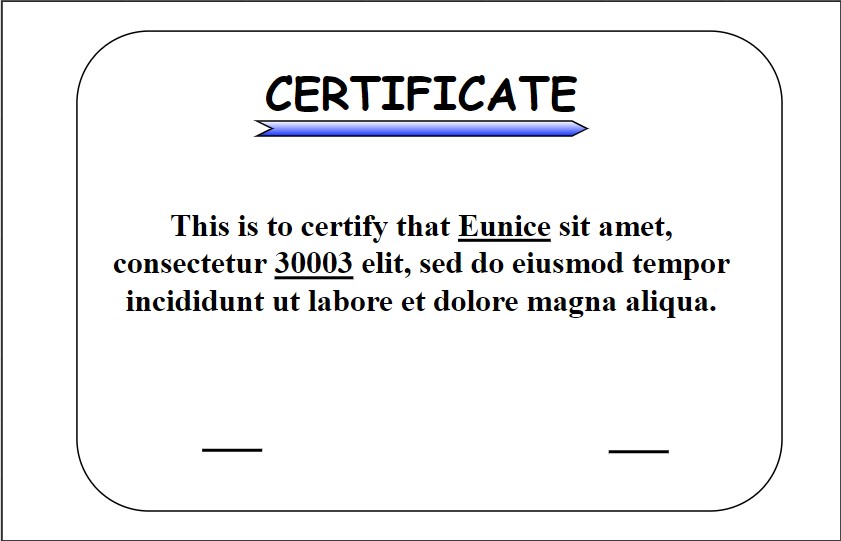 CERTIFICATE
This is to certify that Eunice sit amet,
consectetur 30003 elit, sed do eiusmod tempor
incididunt ut labore et dolore magna aliqua.